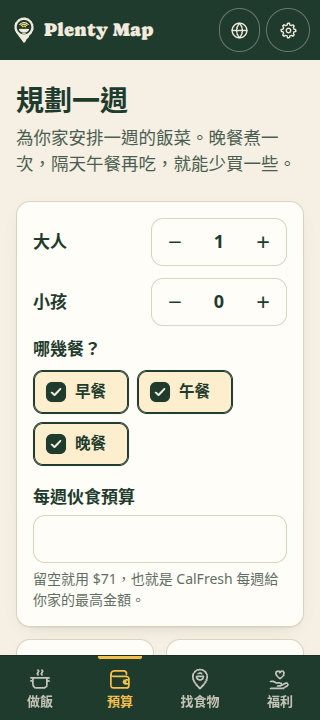 Plenty Map
規劃一週
為你家安排一週的飯菜。晚餐煮一
次，隔天午餐再吃，就能少買一些。
大人
− 1 +
小孩
− 0 +
哪幾餐？
早餐
午餐
晚餐
每週伙食預算
留空就用 $71，也就是 CalFresh 每週給
你家的最高金額。
做飯
預算
找食物
福利